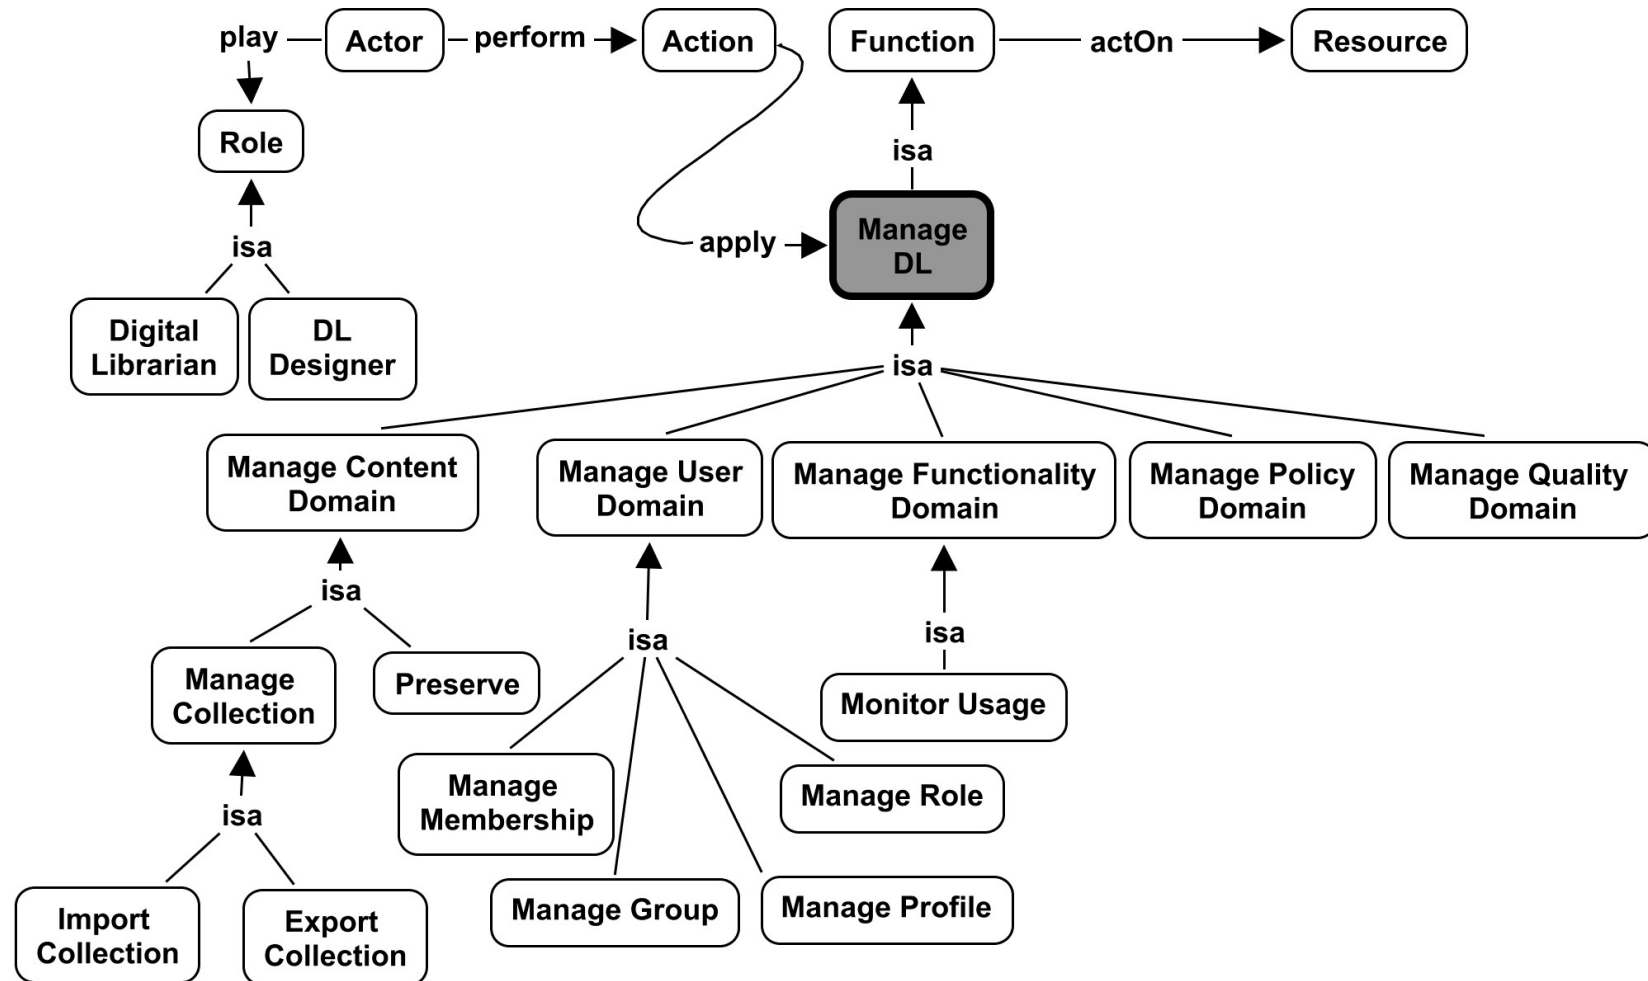 play
Actor
perform
Action
Function
actOn
Resource
Role
isa
isa
Manage
DL
apply
Digital
Librarian
DL
Designer
isa
Manage Content
Domain
Manage User
Domain
Manage Functionality
Domain
Manage Policy
Domain
Manage Quality
Domain
isa
isa
isa
Manage
Collection
Preserve
Monitor Usage
Manage
Membership
Manage Role
isa
Import
Collection
Export
Collection
Manage Group
Manage Profile